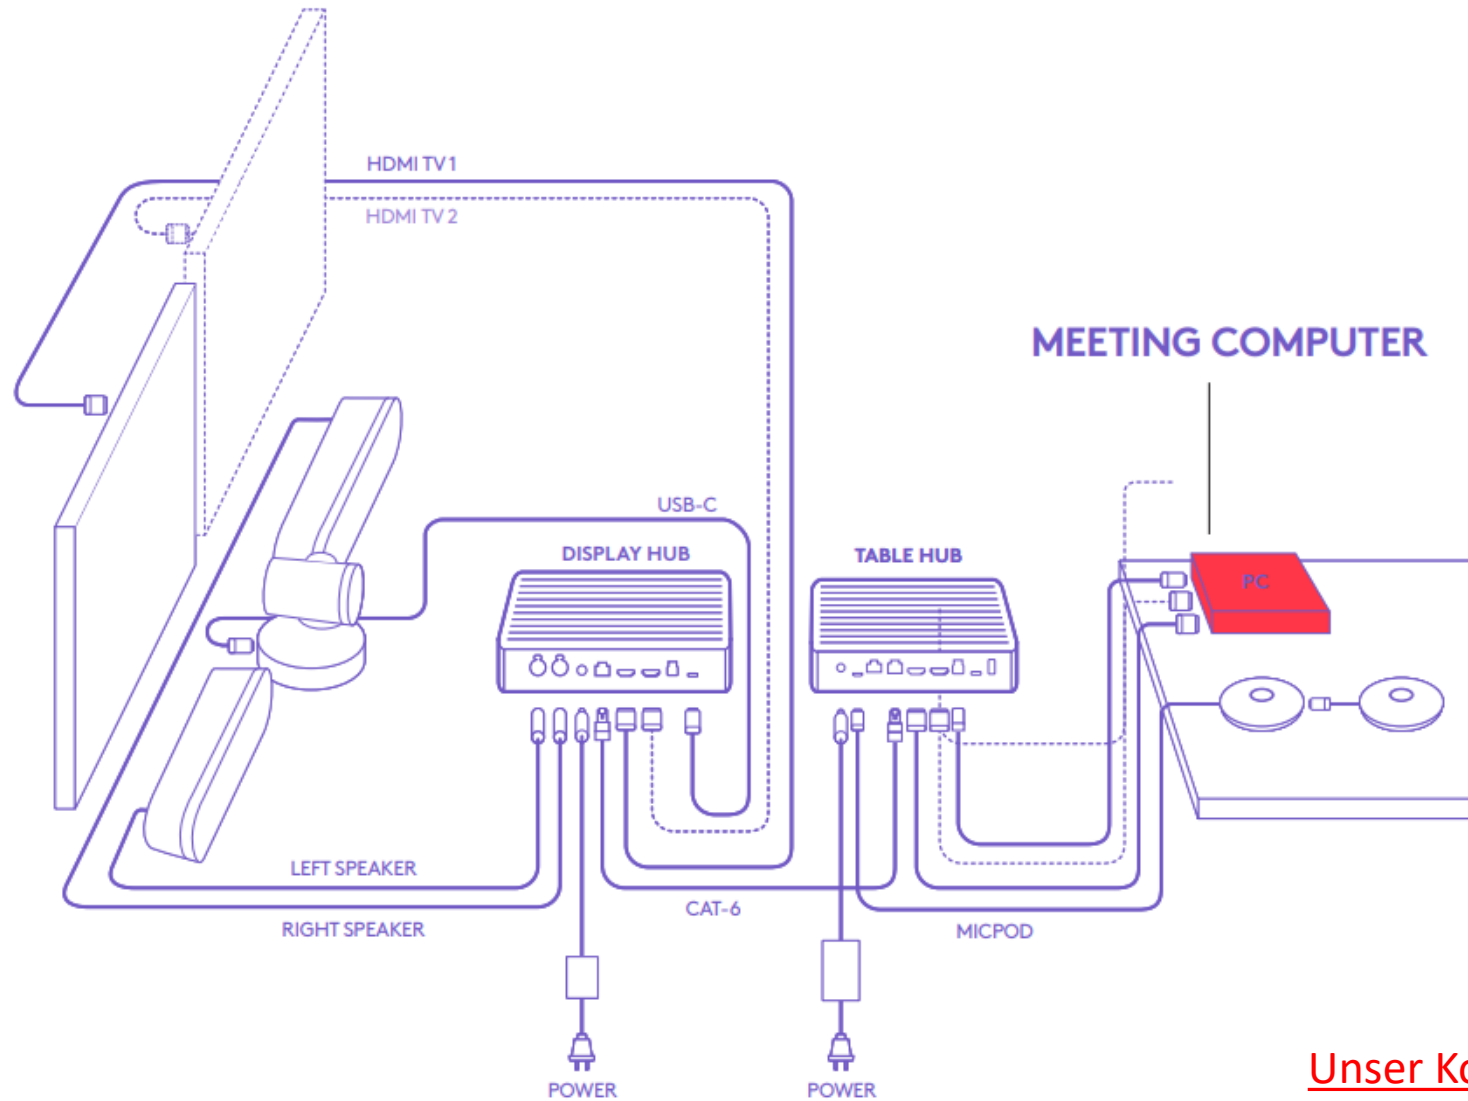 HDMI TV 1
HDMI TV 2
MEETING COMPUTER
USB-C
DISPLAY HUB
TABLE HUB
PC
LEFT SPEAKER
CAT-6
RIGHT SPEAKER
MICPOD
Unser
POWER
POWER